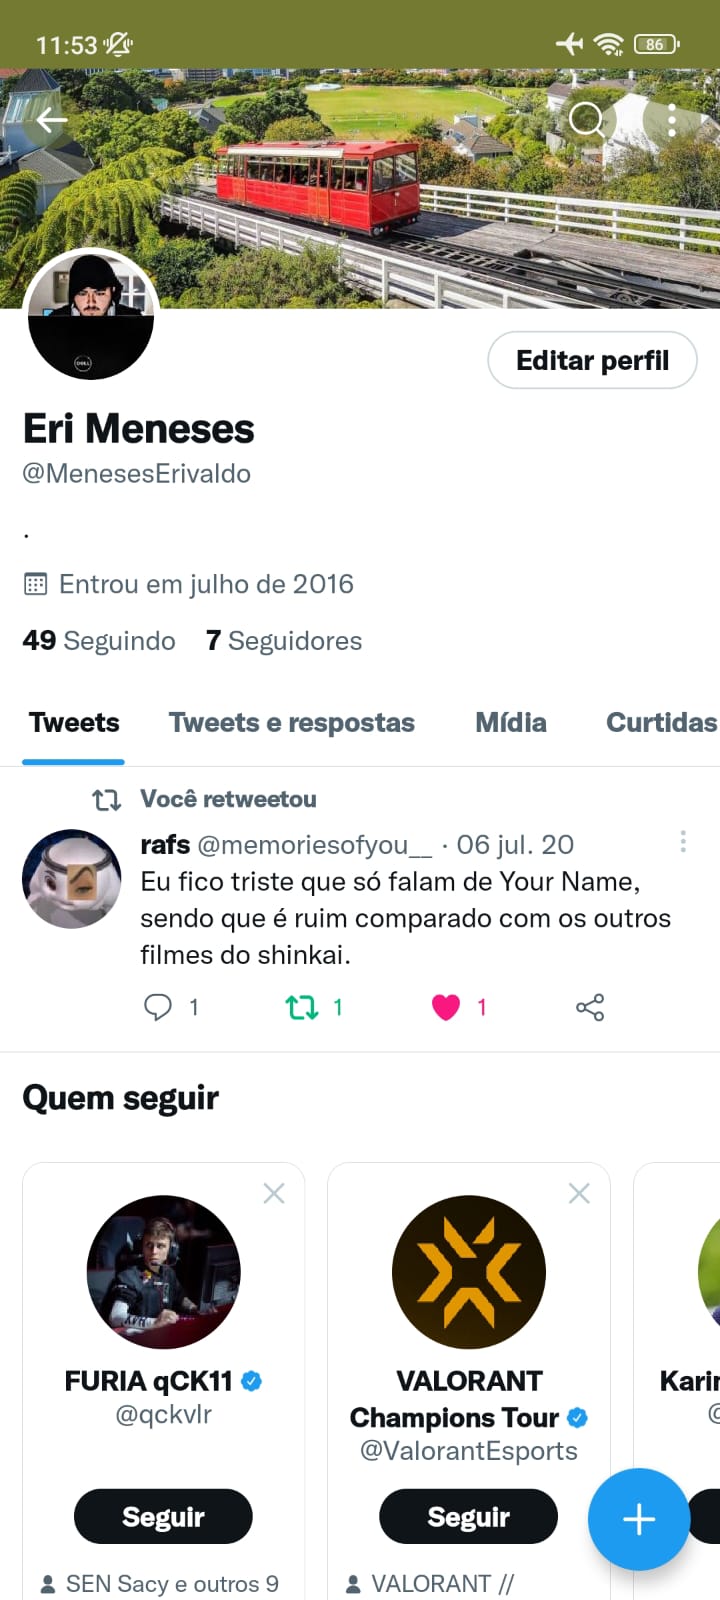 11:53
86
DELL
Editar perfil
Eri Meneses
@MenesesErivaldo
.
Entrou em julho de 2016
49 Seguindo 7 Seguidores
Tweets Tweets e respostas Mídia Curtidas
Você retweetou
rafs @memoriesofyou__ · 06 jul. 20
Eu fico triste que só falam de Your Name,
sendo que é ruim comparado com os outros
filmes do shinkai.
1 1 1
Quem seguir
FURIA qCK11
@qckvlr
Seguir
SEN Sacy e outros 9
VALORANT
Champions Tour
@ValorantEsports
Seguir
VALORANT //
Karin
@